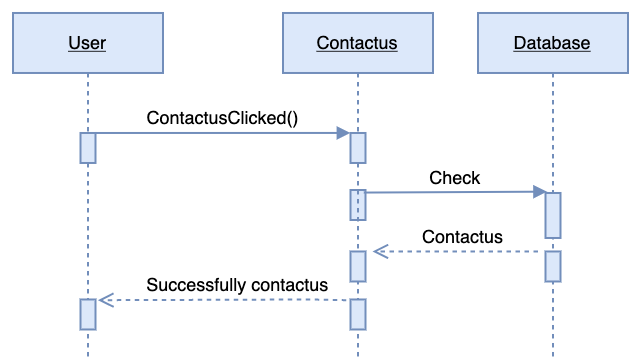 User
Contactus
Database
ContactusClicked()
Check
Contactus
Successfully contactus